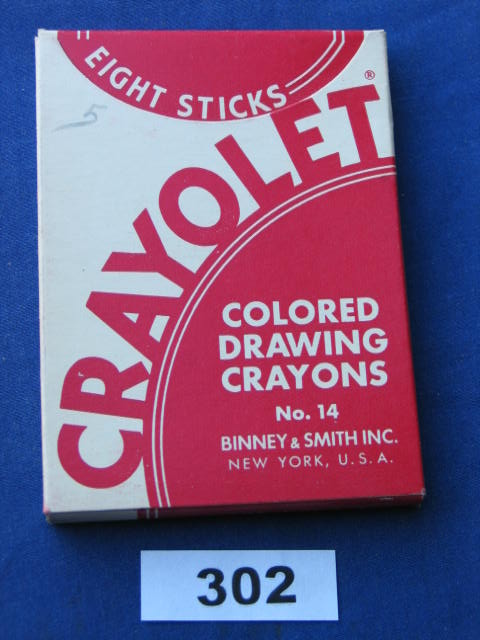 EIGHT STICKS
5
CRAYOLET®
COLORED
DRAWING
CRAYONS
No. 14
BINNEY & SMITH INC.
NEW YORK, U.S.A.
302